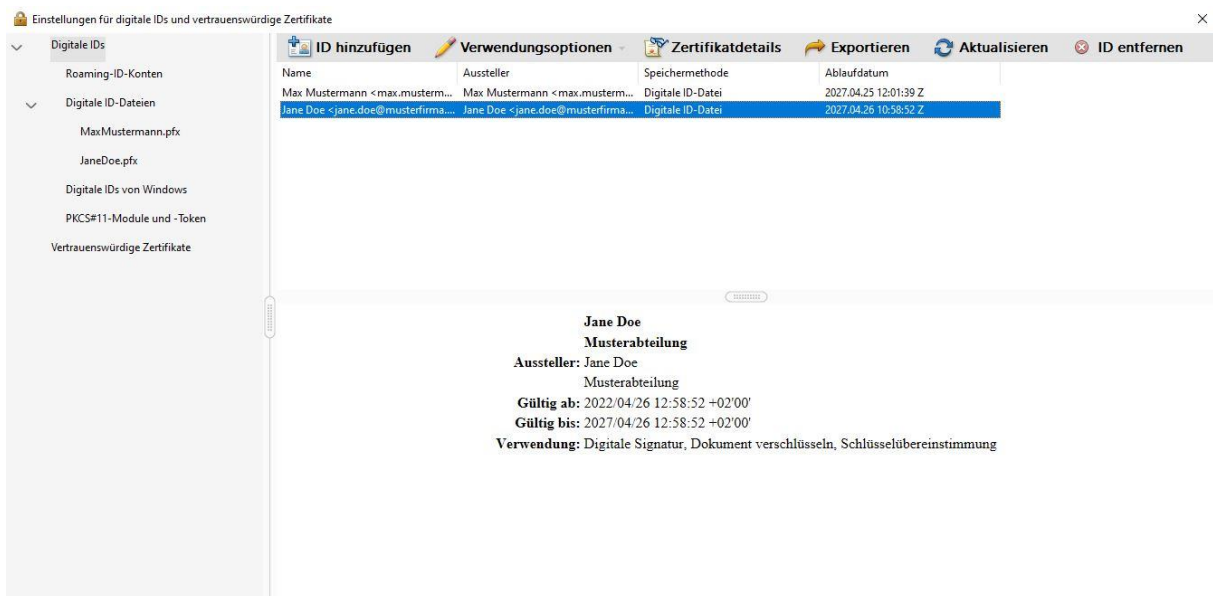 Einstellungen für digitale IDs und vertrauenswürdige Zertifikate
Digitale IDs
Roaming-ID-Konten
Digitale ID-Dateien
MaxMustermann.pfx
JaneDoe.pfx
Digitale IDs von Windows
PKCS#11-Module und -Token
Vertrauenswürdige Zertifikate
ID hinzufügen Verwendungsoptionen Zertifikatdetails Exportieren Aktualisieren ID entfernen
Name Aussteller Speichermethode Ablaufdatum
Max Mustermann <max.musterm... Max Mustermann <max.musterm... Digitale ID-Datei 2027.04.25 12:01:39 Z
Jane Doe <jane.doe@musterfirma.... Jane Doe <jane.doe@musterfirma... Digitale ID-Datei 2027.04.26 10:58:52 Z
Jane Doe
Musterabteilung
Aussteller: Jane Doe
Musterabteilung
Gültig ab: 2022/04/26 12:58:52 +02'00'
Gültig bis: 2027/04/26 12:58:52 +02'00'
Verwendung: Digitale Signatur, Dokument verschlüsseln, Schlüsselübereinstimmung